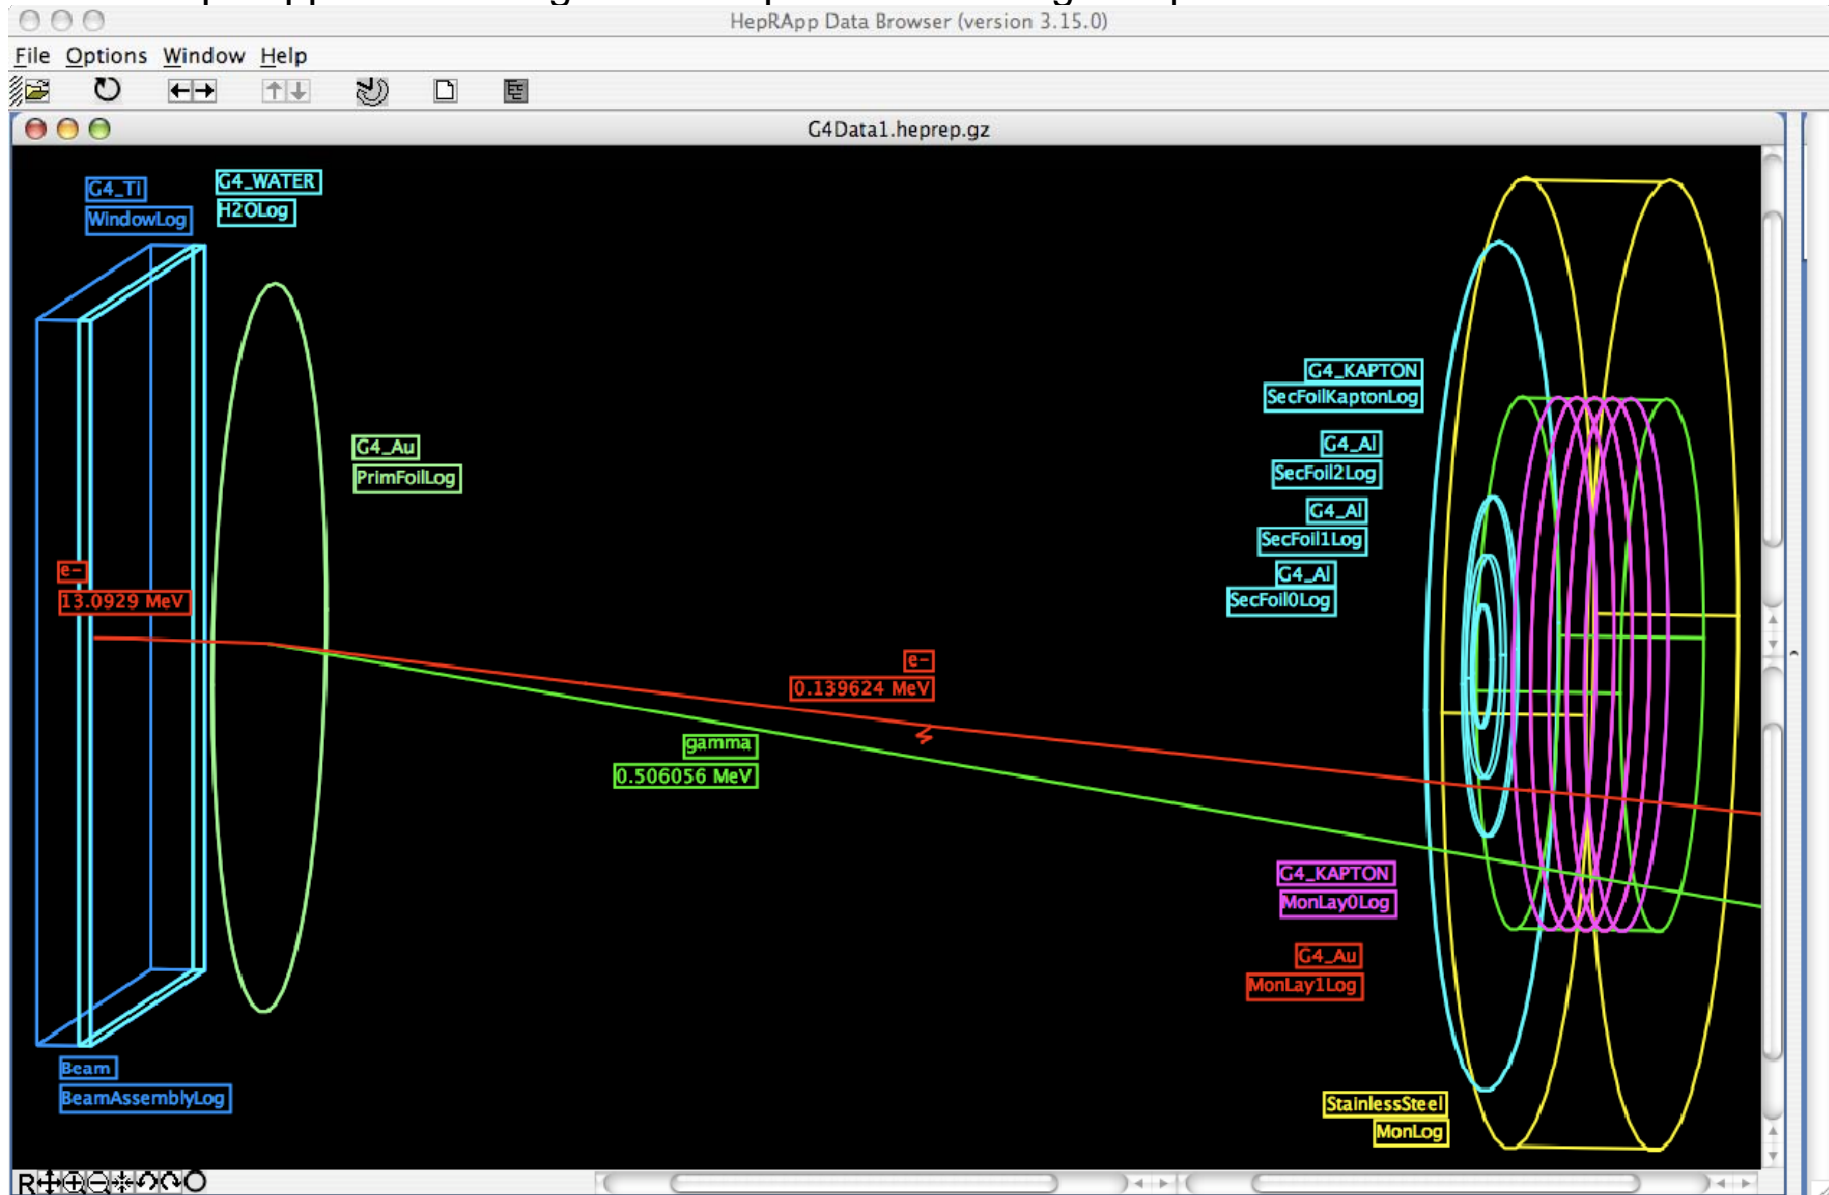 HepRApp Data Browser (version 3.15.0)
File Options Window Help
G4Data1.heprep.gz
G4_Ti
WindowLog
G4_WATER
H2OLog
G4_KAPTON
SecFoilKaptonLog
G4_Al
SecFoil2Log
G4_Au
PrimFoilLog
G4_Al
SecFoil1Log
G4_Al
SecFoil0Log
e-
13.0929 MeV
e-
0.139624 MeV
gamma
0.506056 MeV
G4_KAPTON
MonLay0Log
G4_Au
MonLay1Log
Beam
BeamAssemblyLog
StainlessSteel
MonLog
R